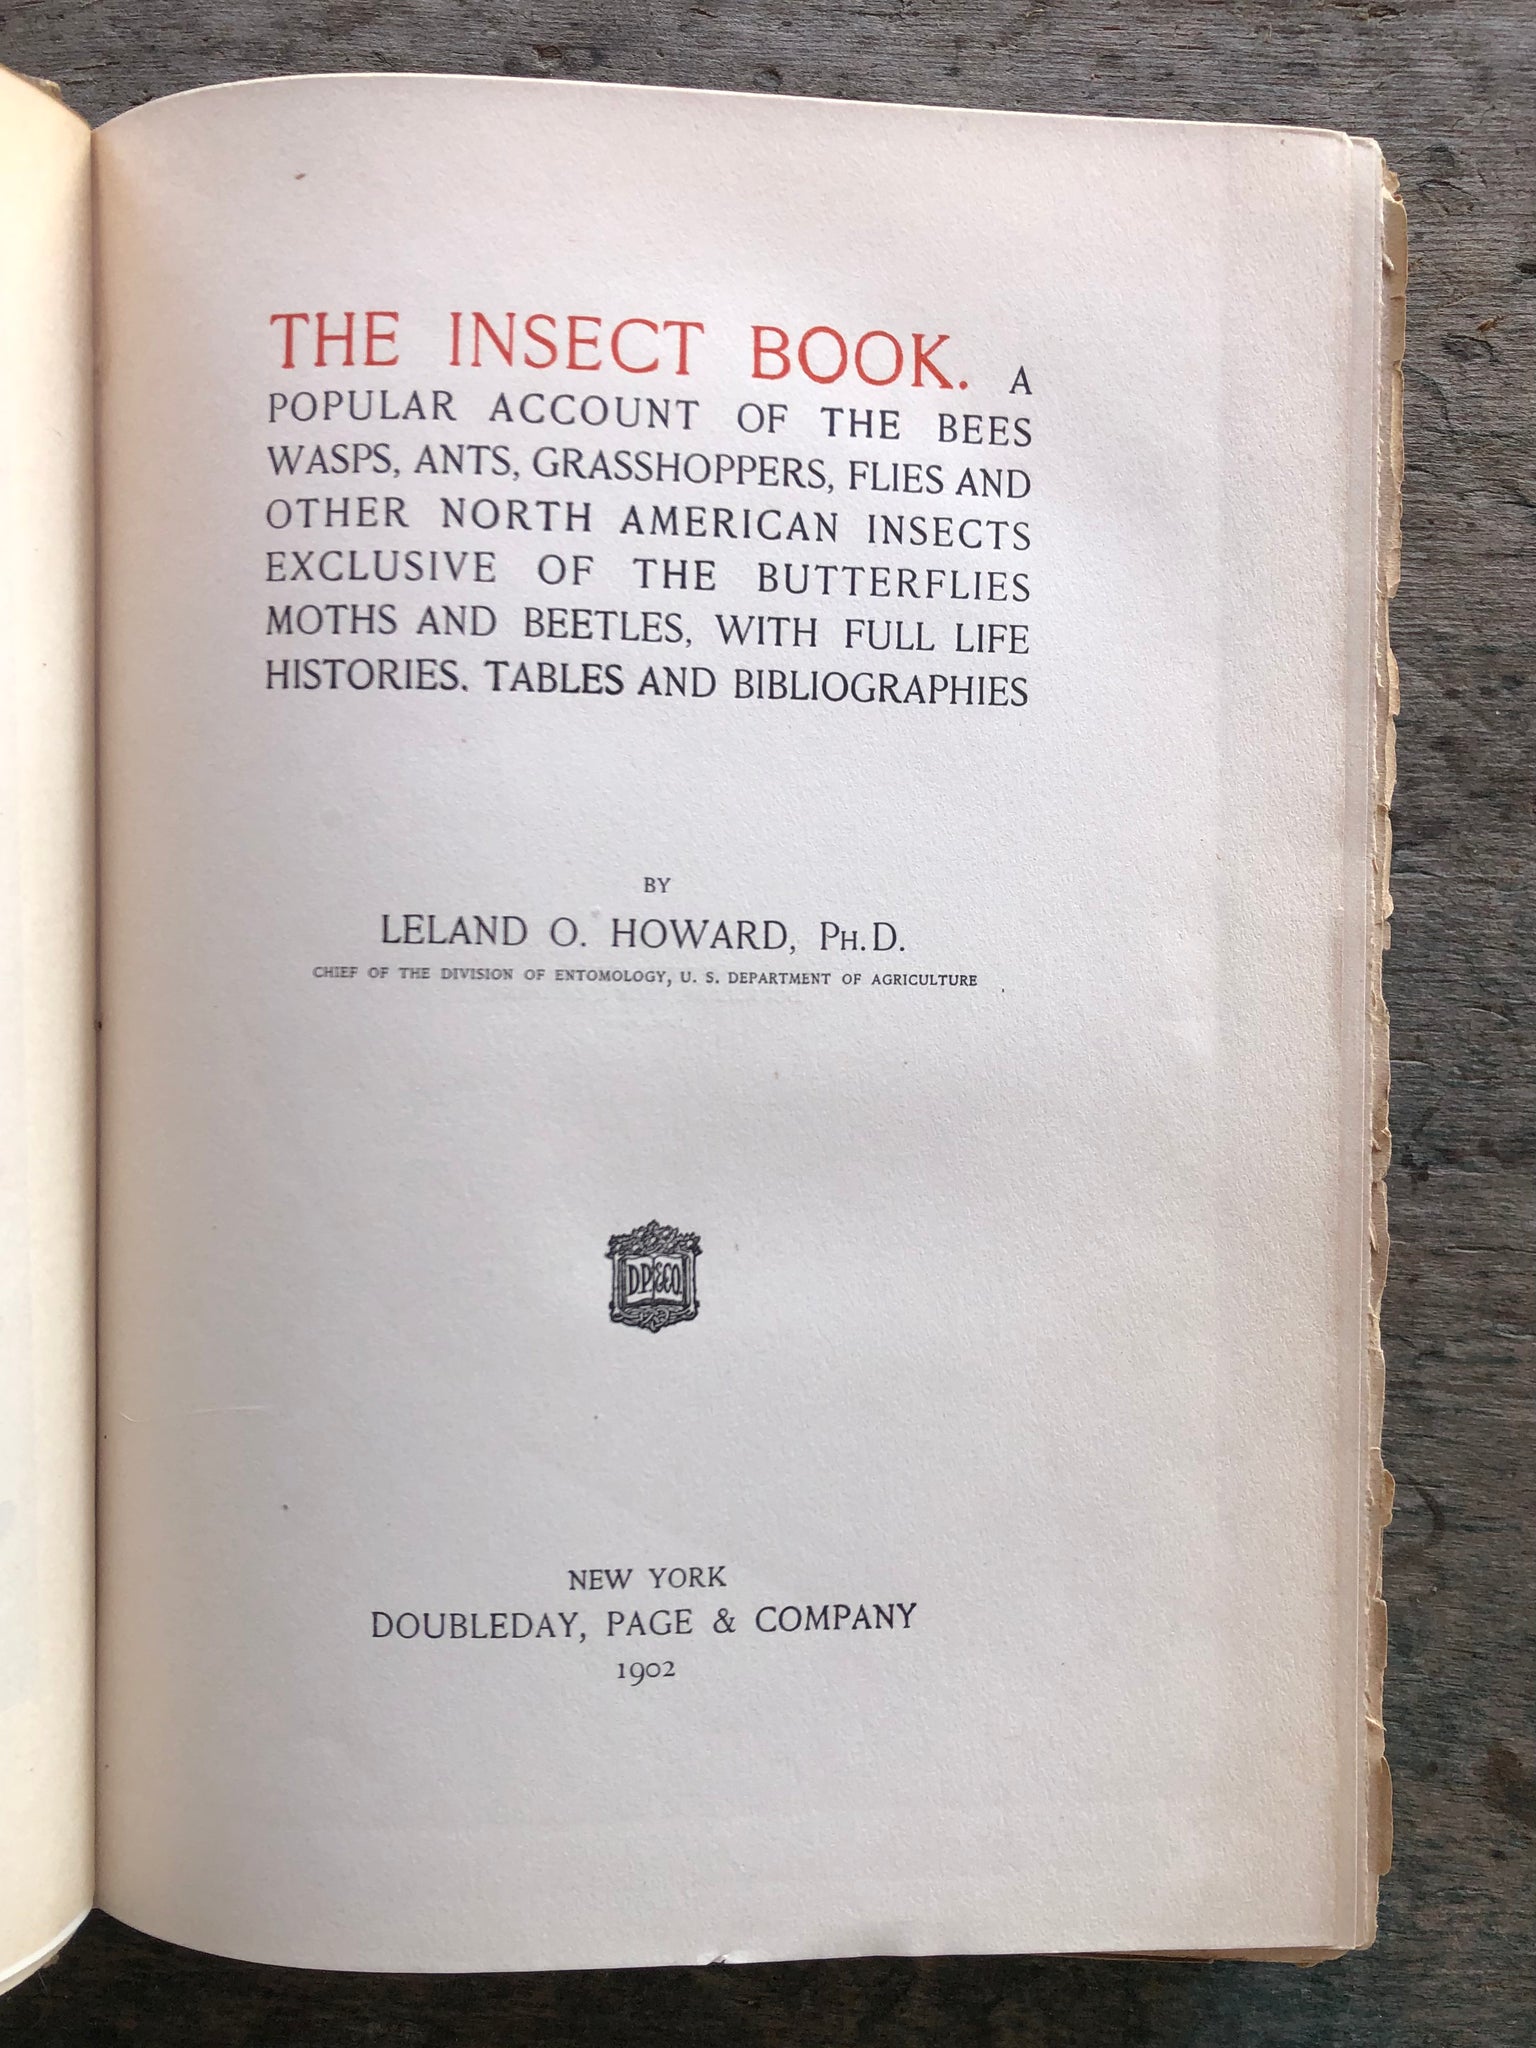 THE INSECT BOOK. A
POPULAR ACCOUNT OF THE BEES
WASPS, ANTS, GRASSHOPPERS, FLIES AND
OTHER NORTH AMERICAN INSECTS
EXCLUSIVE OF THE BUTTERFLIES
MOTHS AND BEETLES, WITH FULL LIFE
HISTORIES. TABLES AND BIBLIOGRAPHIES
BY
LELAND O. HOWARD, PH.D.
CHIEF OF THE DIVISION OF ENTOMOLOGY, U. S. DEPARTMENT OF AGRICULTURE
D.P.&CO.
NEW YORK
DOUBLEDAY, PAGE & COMPANY
1902